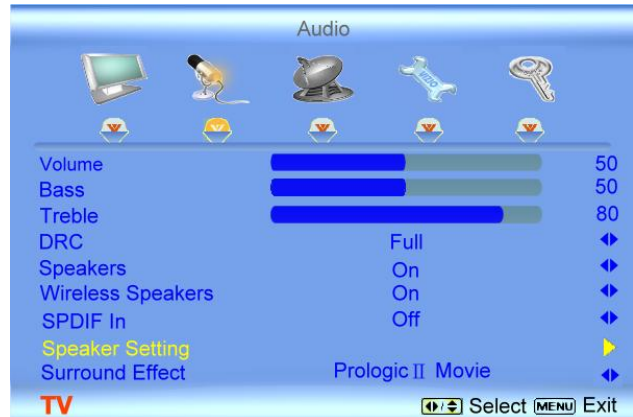 Audio
VIZIO
Volume 50
Bass 50
Treble 80
DRC Full
Speakers On
Wireless Speakers On
SPDIF In Off
Speaker Setting
Surround Effect Prologic II Movie
TV Select MENU Exit